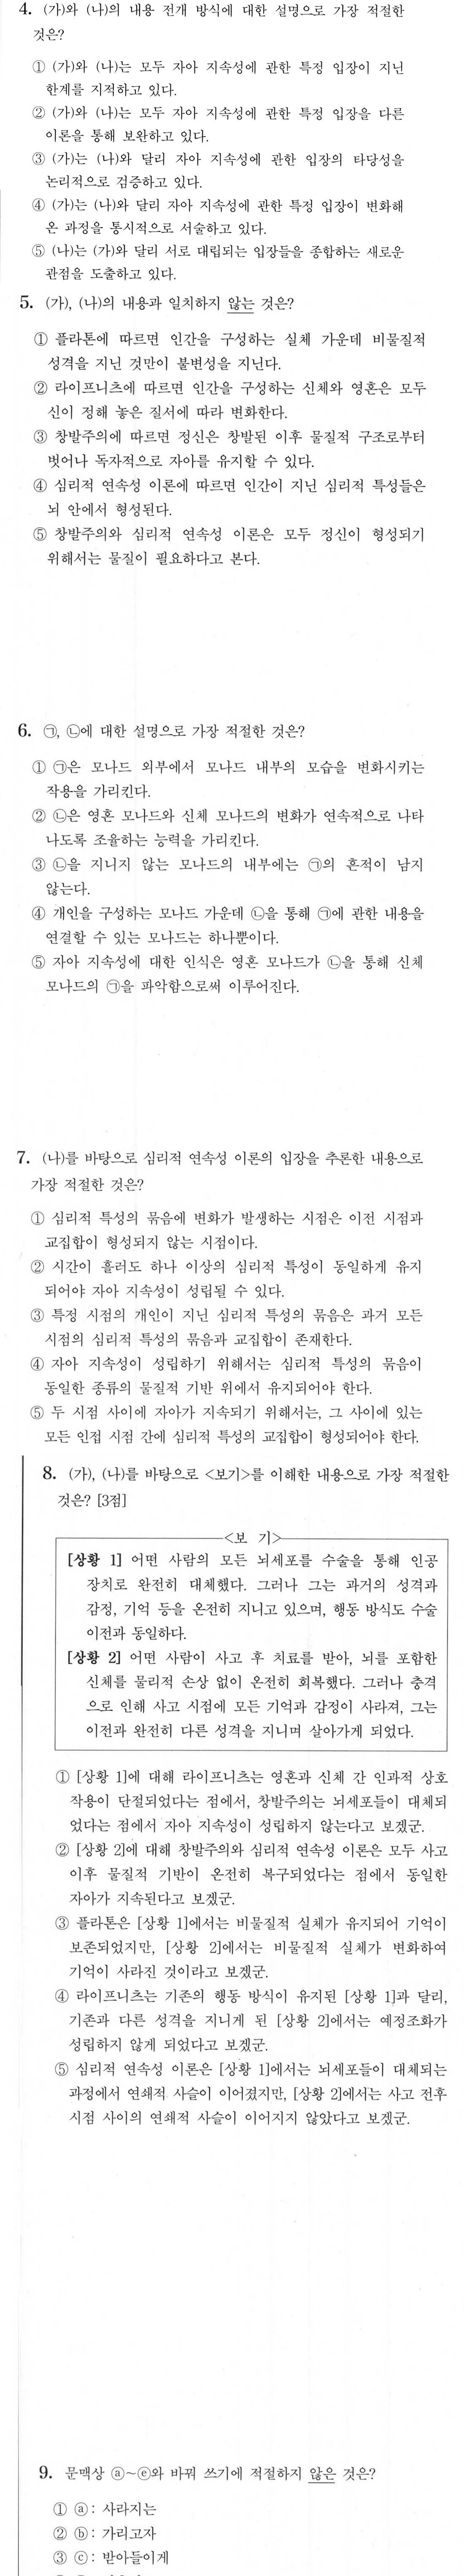 4. (가)와 (나)의 내용 전개 방식에 대한 설명으로 가장 적절한
것은?
① (가)와 (나)는 모두 자아 지속성에 관한 특정 입장이 지닌
한계를 지적하고 있다.
② (가)와 (나)는 모두 자아 지속성에 관한 특정 입장을 다른
이론을 통해 보완하고 있다.
③ (가)는 (나)와 달리 자아 지속성에 관한 입장의 타당성을
논리적으로 검증하고 있다.
④ (가)는 (나)와 달리 자아 지속성에 관한 특정 입장이 변화해
온 과정을 통시적으로 서술하고 있다.
⑤ (나)는 (가)와 달리 서로 대립되는 입장들을 종합하는 새로운
관점을 도출하고 있다.
5. (가), (나)의 내용과 일치하지 않는 것은?
① 플라톤에 따르면 인간을 구성하는 실체 가운데 비물질적
성격을 지닌 것만이 불변성을 지닌다.
② 라이프니츠에 따르면 인간을 구성하는 신체와 영혼은 모두
신이 정해 놓은 질서에 따라 변화한다.
③ 창발주의에 따르면 정신은 창발된 이후 물질적 구조로부터
벗어나 독자적으로 자아를 유지할 수 있다.
④ 심리적 연속성 이론에 따르면 인간이 지닌 심리적 특성들은
뇌 안에서 형성된다.
⑤ 창발주의와 심리적 연속성 이론은 모두 정신이 형성되기
위해서는 물질이 필요하다고 본다.
6. ㉠, ㉡에 대한 설명으로 가장 적절한 것은?
① ㉠은 모나드 외부에서 모나드 내부의 모습을 변화시키는
작용을 가리킨다.
② ㉡은 영혼 모나드와 신체 모나드의 변화가 연속적으로 나타
나도록 조율하는 능력을 가리킨다.
③ ㉡을 지니지 않는 모나드의 내부에는 ㉠의 흔적이 남지
않는다.
④ 개인을 구성하는 모나드 가운데 ㉡을 통해 ㉠에 관한 내용을
연결할 수 있는 모나드는 하나뿐이다.
⑤ 자아 지속성에 대한 인식은 영혼 모나드가 ㉡을 통해 신체
모나드의 ㉠을 파악함으로써 이루어진다.
7. (나)를 바탕으로 심리적 연속성 이론의 입장을 추론한 내용으로
가장 적절한 것은?
① 심리적 특성의 묶음에 변화가 발생하는 시점은 이전 시점과
교집합이 형성되지 않는 시점이다.
② 시간이 흘러도 하나 이상의 심리적 특성이 동일하게 유지
되어야 자아 지속성이 성립될 수 있다.
③ 특정 시점의 개인이 지닌 심리적 특성의 묶음은 과거 모든
시점의 심리적 특성의 묶음과 교집합이 존재한다.
④ 자아 지속성이 성립하기 위해서는 심리적 특성의 묶음이
동일한 종류의 물질적 기반 위에서 유지되어야 한다.
⑤ 두 시점 사이에 자아가 지속되기 위해서는, 그 사이에 있는
모든 인접 시점 간에 심리적 특성의 교집합이 형성되어야 한다.
8. (가), (나)를 바탕으로 <보기>를 이해한 내용으로 가장 적절한
것은? [3점]
<보 기>
[상황 1] 어떤 사람의 모든 뇌세포를 수술을 통해 인공
장치로 완전히 대체했다. 그러나 그는 과거의 성격과
감정, 기억 등을 온전히 지니고 있으며, 행동 방식도 수술
이전과 동일하다.
[상황 2] 어떤 사람이 사고 후 치료를 받아, 뇌를 포함한
신체를 물리적 손상 없이 온전히 회복했다. 그러나 충격
으로 인해 사고 시점에 모든 기억과 감정이 사라져, 그는
이전과 완전히 다른 성격을 지니며 살아가게 되었다.
① [상황 1]에 대해 라이프니츠는 영혼과 신체 간 인과적 상호
작용이 단절되었다는 점에서, 창발주의는 뇌세포들이 대체되
었다는 점에서 자아 지속성이 성립하지 않는다고 보겠군.
② [상황 2]에 대해 창발주의와 심리적 연속성 이론은 모두 사고
이후 물질적 기반이 온전히 복구되었다는 점에서 동일한
자아가 지속된다고 보겠군.
③ 플라톤은 [상황 1]에서는 비물질적 실체가 유지되어 기억이
보존되었지만, [상황 2]에서는 비물질적 실체가 변화하여
기억이 사라진 것이라고 보겠군.
④ 라이프니츠는 기존의 행동 방식이 유지된 [상황 1]과 달리,
기존과 다른 성격을 지니게 된 [상황 2]에서는 예정조화가
성립하지 않게 되었다고 보겠군.
⑤ 심리적 연속성 이론은 [상황 1]에서는 뇌세포들이 대체되는
과정에서 연쇄적 사슬이 이어졌지만, [상황 2]에서는 사고 전후
시점 사이의 연쇄적 사슬이 이어지지 않았다고 보겠군.
9. 문맥상 ⓐ~ⓔ와 바꿔 쓰기에 적절하지 않은 것은?
① ⓐ: 사라지는
② ⓑ: 가리고자
③ ⓒ: 받아들이게